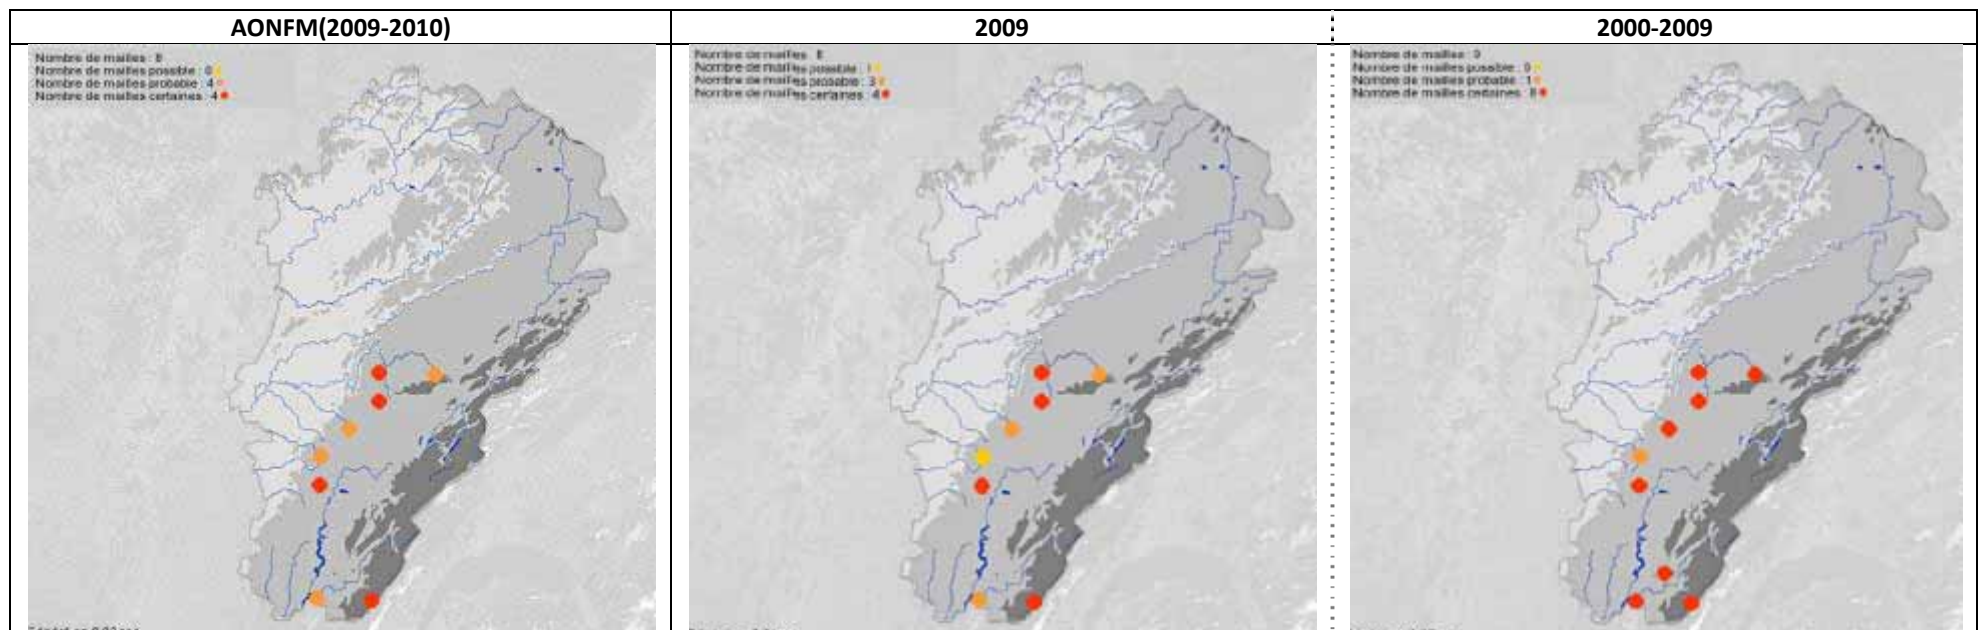 AONFM(2009-2010)
2009
2000-2009
Nombre de mailles : 8
Nombre de mailles possible : 0
Nombre de mailles probable : 4
Nombre de mailles certaines : 4
Nombre de mailles 8
Nombre de mailles possible : 1
Nombre de mailles probable : 3
Nombre de mailles certaines : 4
Nombre de mailles : 9
Nombre de mailles possible : 0
Nombre de mailles probable : 1
Nombre de mailles certaines : 8